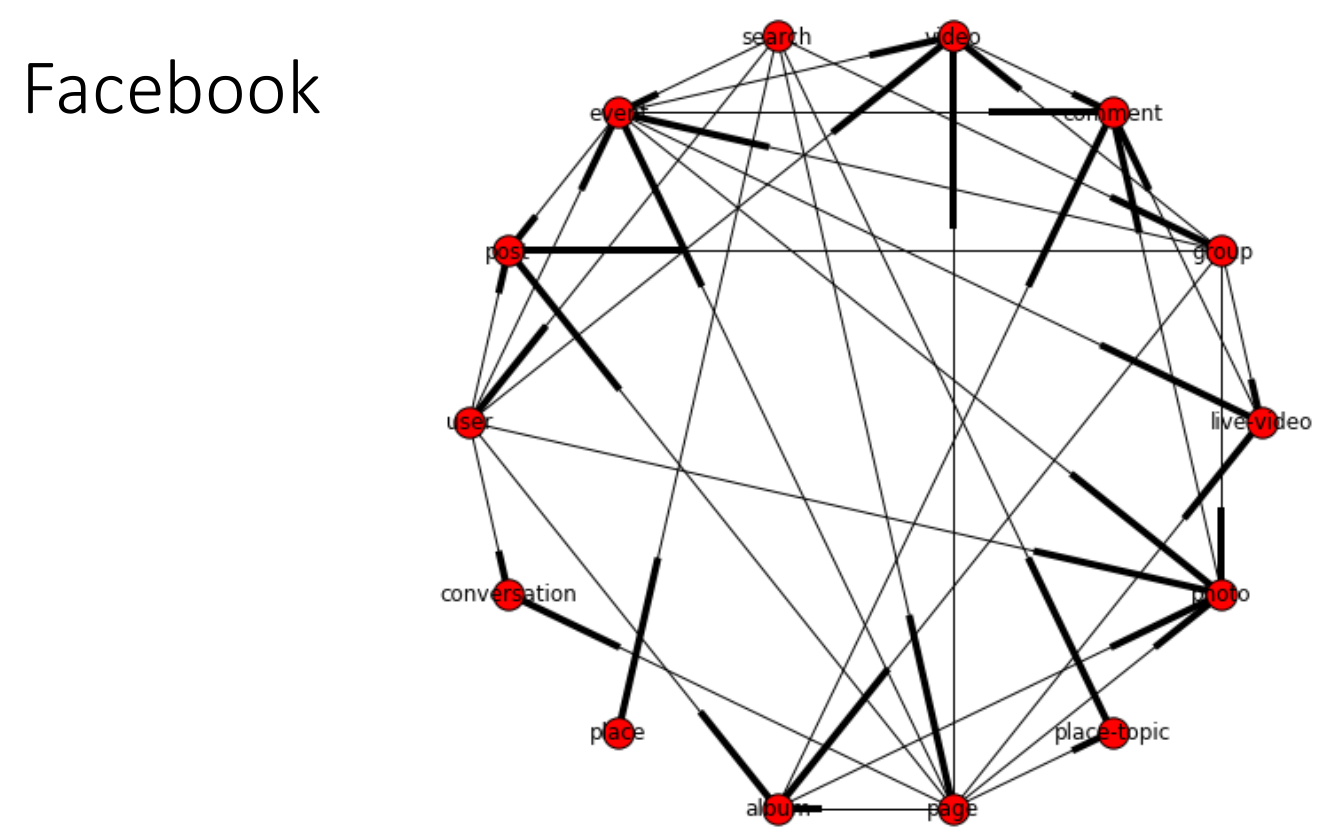 Facebook
search
video
event
comment
post
group
user
live-video
conversation
photo
place
place-topic
album
page